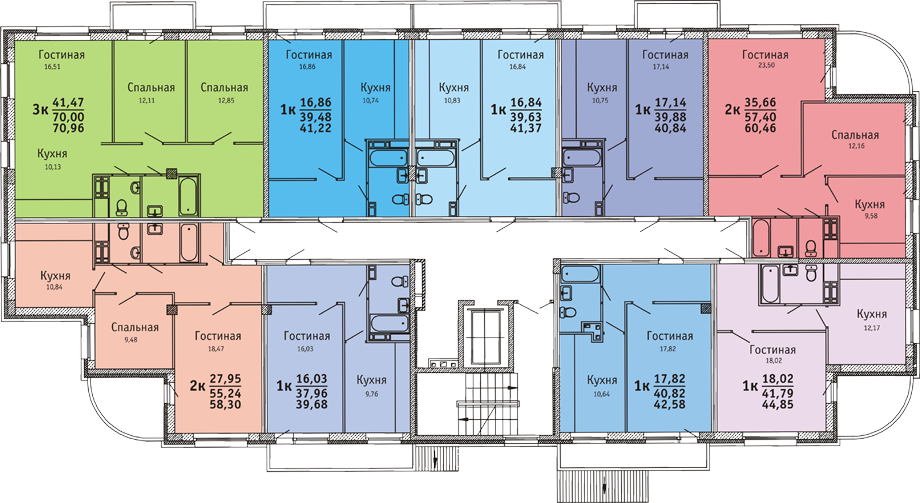 Гостиная
16,51
Спальная
12,11
Спальная
12,85
3к 41,47
70,00
70,96
Кухня
10,13
Гостиная
16,86
Кухня
10,74
1к 16,86
39,48
41,22
Кухня
10,83
Гостиная
16,84
1к 16,84
39,63
41,37
Кухня
10,75
Гостиная
17,14
1к 17,14
39,88
40,84
Гостиная
23,50
2к 35,66
57,40
60,46
Спальная
12,16
Кухня
9,58
Кухня
10,84
Спальная
9,48
Гостиная
18,47
2к 27,95
55,24
58,30
Гостиная
16,03
Кухня
9,76
1к 16,03
37,96
39,68
Кухня
10,64
Гостиная
17,82
1к 17,82
40,82
42,58
Гостиная
18,02
Кухня
12,17
1к 18,02
41,79
44,85